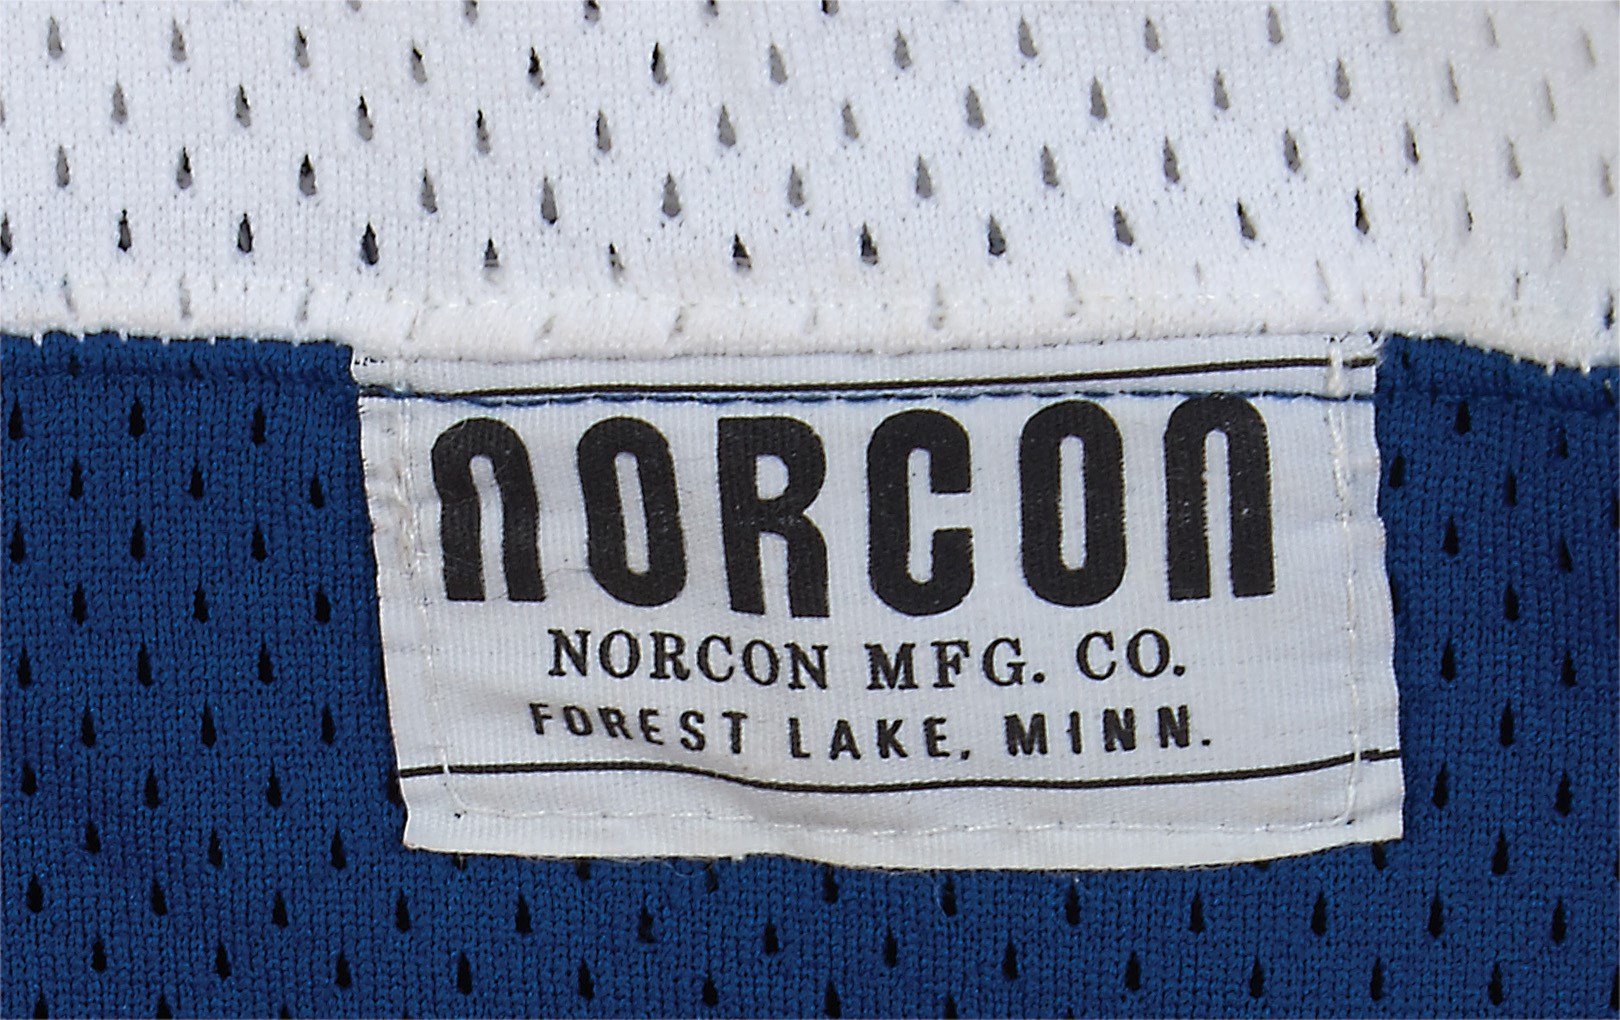 NORCON
NORCON MFG. CO.
FOREST LAKE, MINN.